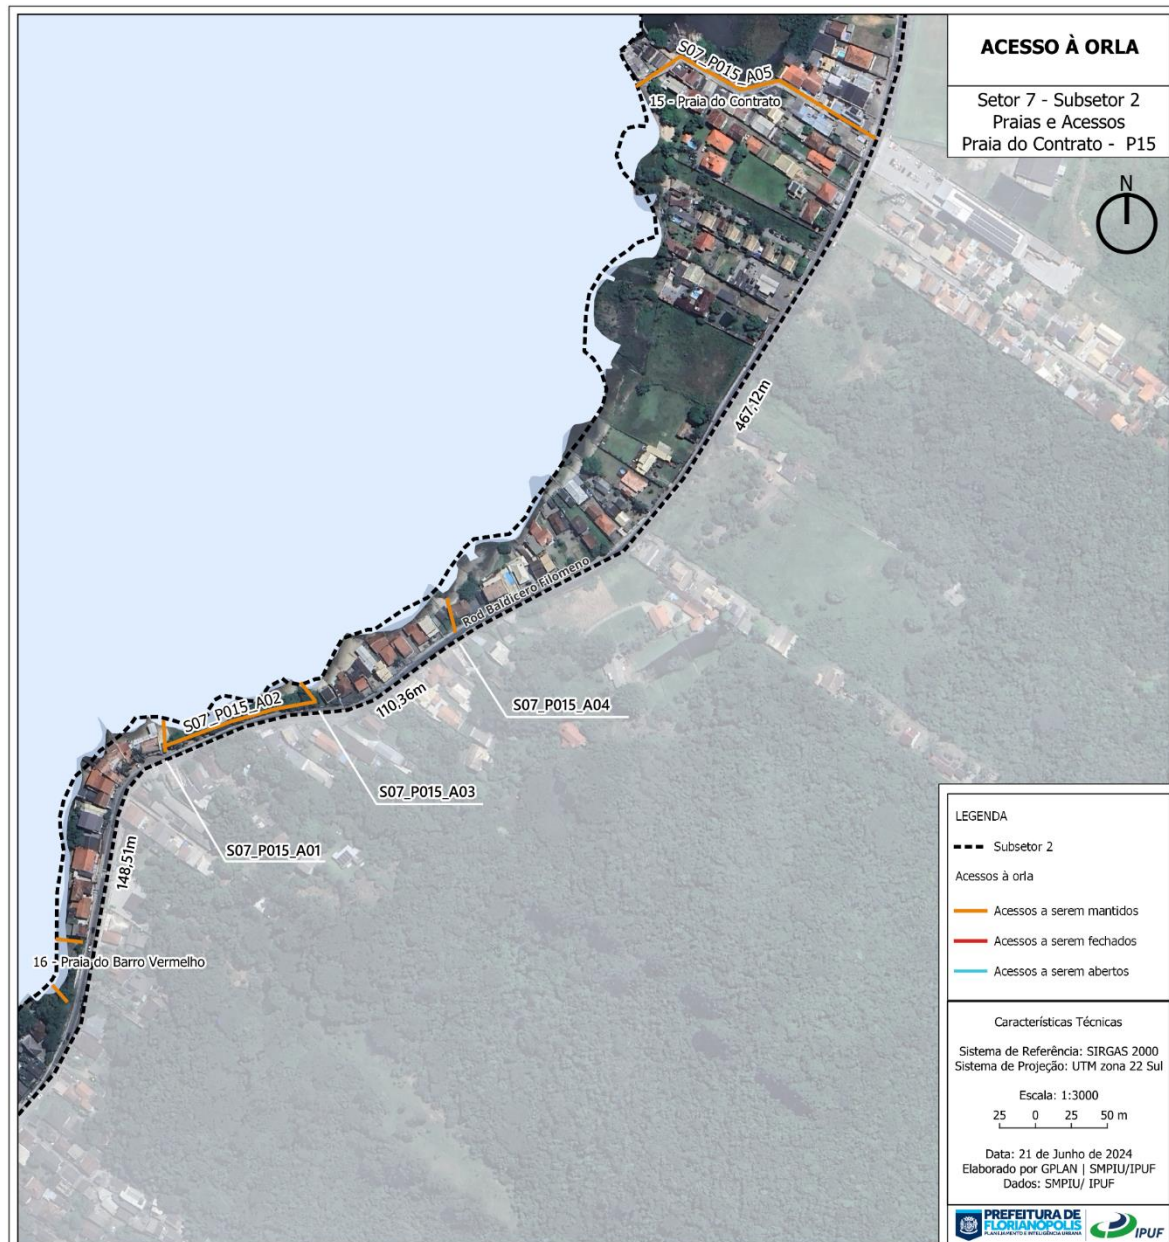 ACESSO À ORLA
Setor 7 - Subsetor 2
Praias e Acessos
Praia do Contrato - P15
N
S07_P015_A05
15 - Praia do Contrato
467,12m
Rod Baldicero Filomeno
S07_P015_A04
110,36m
S07_P015_A02
S07_P015_A03
S07_P015_A01
148,51m
16 - Praia do Barro Vermelho
LEGENDA
Subsetor 2
Acessos à orla
Acessos a serem mantidos
Acessos a serem fechados
Acessos a serem abertos
Características Técnicas
Sistema de Referência: SIRGAS 2000
Sistema de Projeção: UTM zona 22 Sul
Escala: 1:3000
25 0 25 50 m
Data: 21 de Junho de 2024
Elaborado por GPLAN | SMPIU/IPUF
Dados: SMPIU/ IPUF
PREFEITURA DE
FLORIANÓPOLIS
PLANEJAMENTO E INTELIGÊNCIA URBANA
IPUF